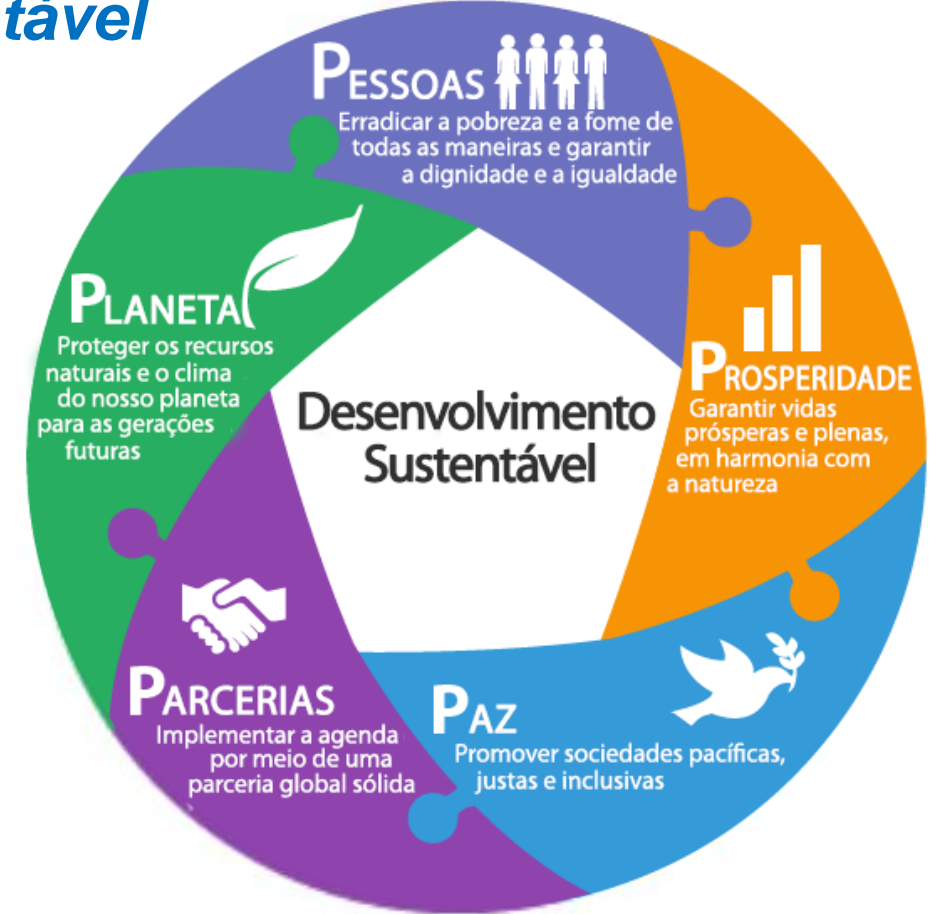 tável
PESSOAS
Erradicar a pobreza e a fome de
todas as maneiras e garantir
a dignidade e a igualdade
PROSPERIDADE
Garantir vidas
prósperas e plenas,
em harmonia com
a natureza
PAZ
Promover sociedades pacíficas,
justas e inclusivas
PARCERIAS
Implementar a agenda
por meio de uma
parceria global sólida
PLANETA
Proteger os recursos
naturais e o clima
do nosso planeta
para as gerações
futuras
Desenvolvimento
Sustentável